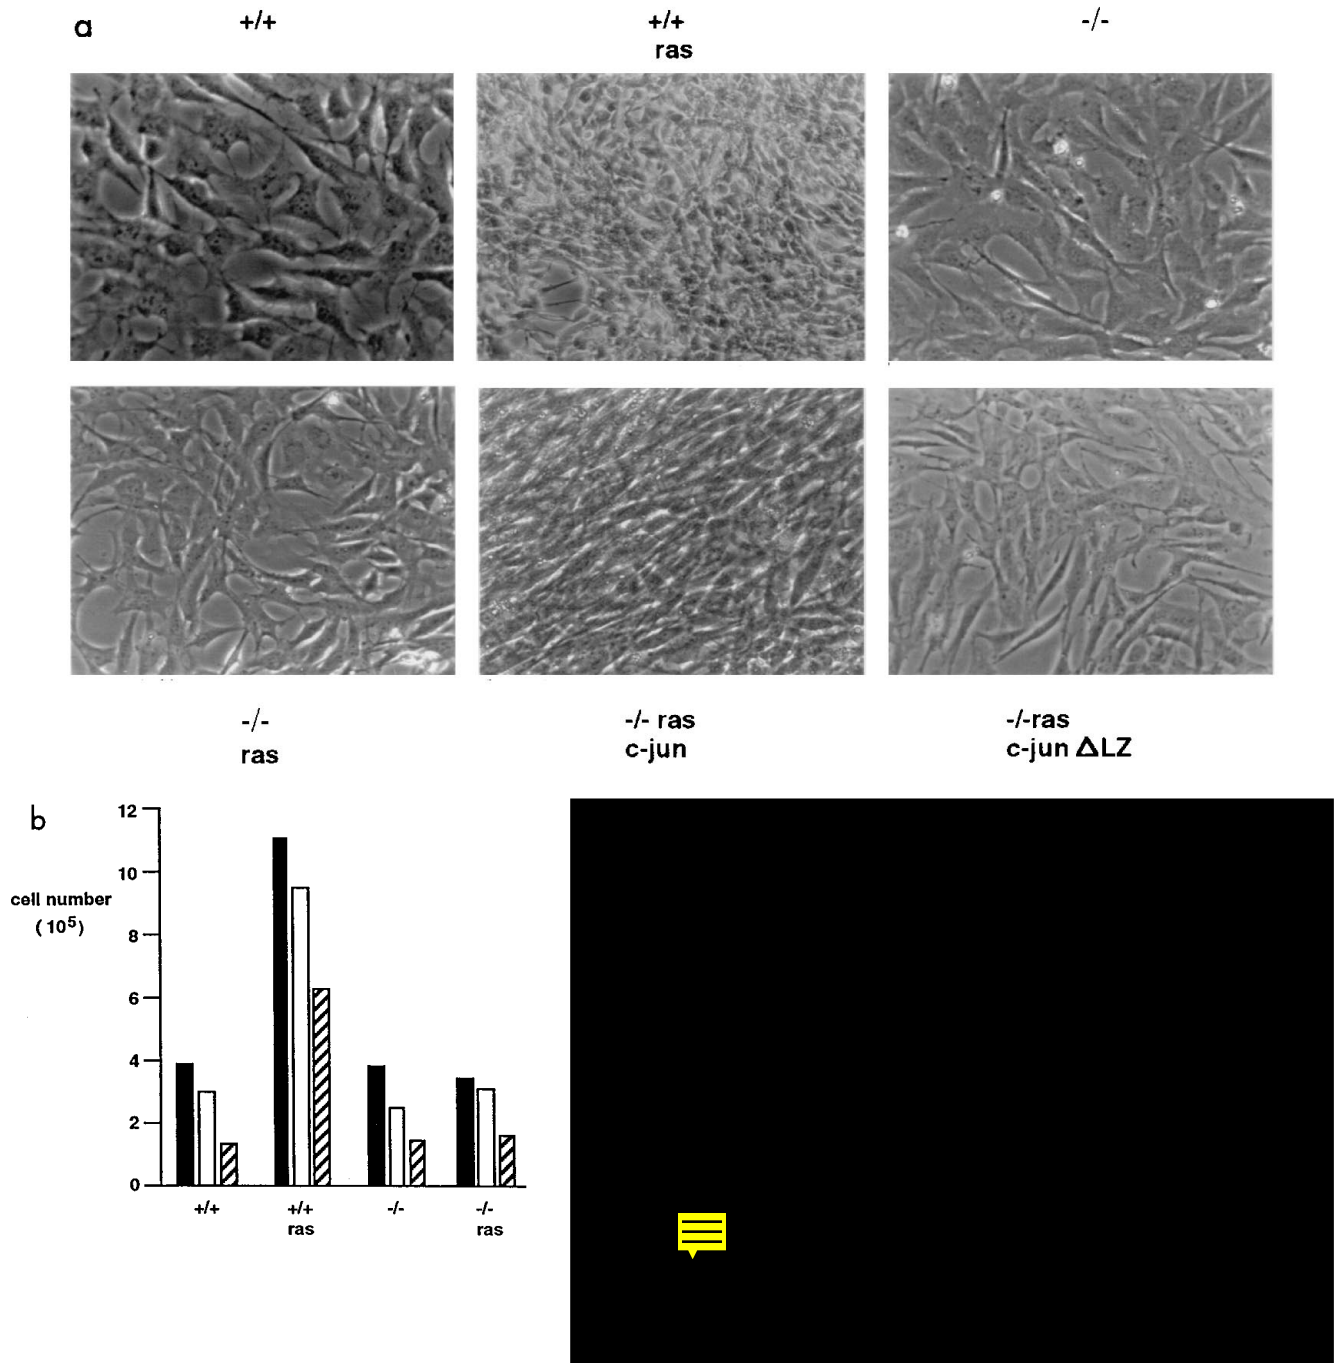 a
+/+
+/+
ras
-/-
-/-
ras
-/- ras
c-jun
-/-ras
c-jun ΔLZ
b
cell number
(10⁵)
12
10
8
6
4
2
0
+/+
+/+
ras
-/-
-/-
ras